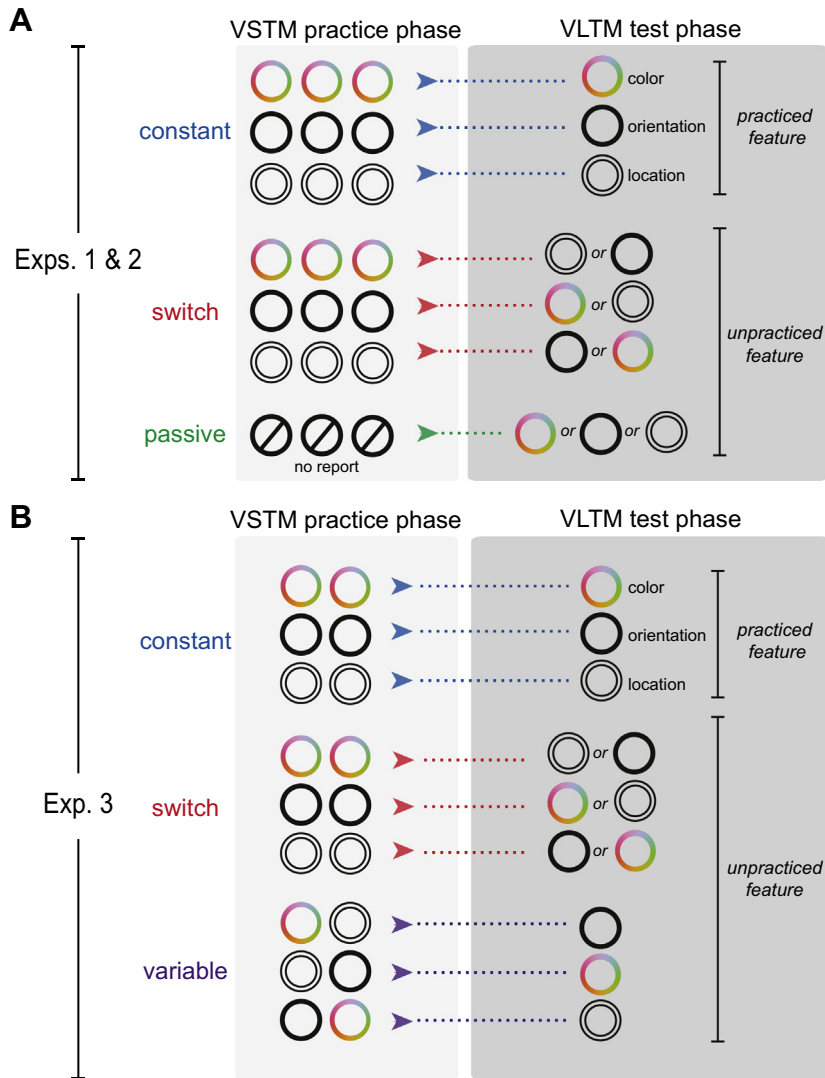 A
VSTM practice phase
VLTM test phase
constant
color
orientation
location
practiced
feature
Exps. 1 & 2
switch
or
or
or
unpracticed
feature
passive
no report
or or
B
VSTM practice phase
VLTM test phase
constant
color
orientation
location
practiced
feature
Exp. 3
switch
or
or
or
unpracticed
feature
variable